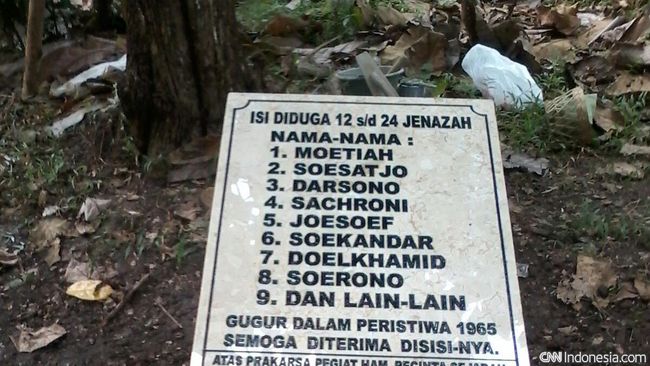 ISI DIDUGA 12 s/d 24 JENAZAH
NAMA-NAMA :
1. MOETIAH
2. SOESATJO
3. DARSONO
4. SACHRONI
5. JOESOEF
6. SOEKANDAR
7. DOELKHAMID
8. SOERONO
9. DAN LAIN-LAIN
GUGUR DALAM PERISTIWA 1965
SEMOGA DITERIMA DISISI-NYA.
ATAS PRAKARSA PEGIAT HAM, PECINTA SEJARAH
CNN Indonesia.com